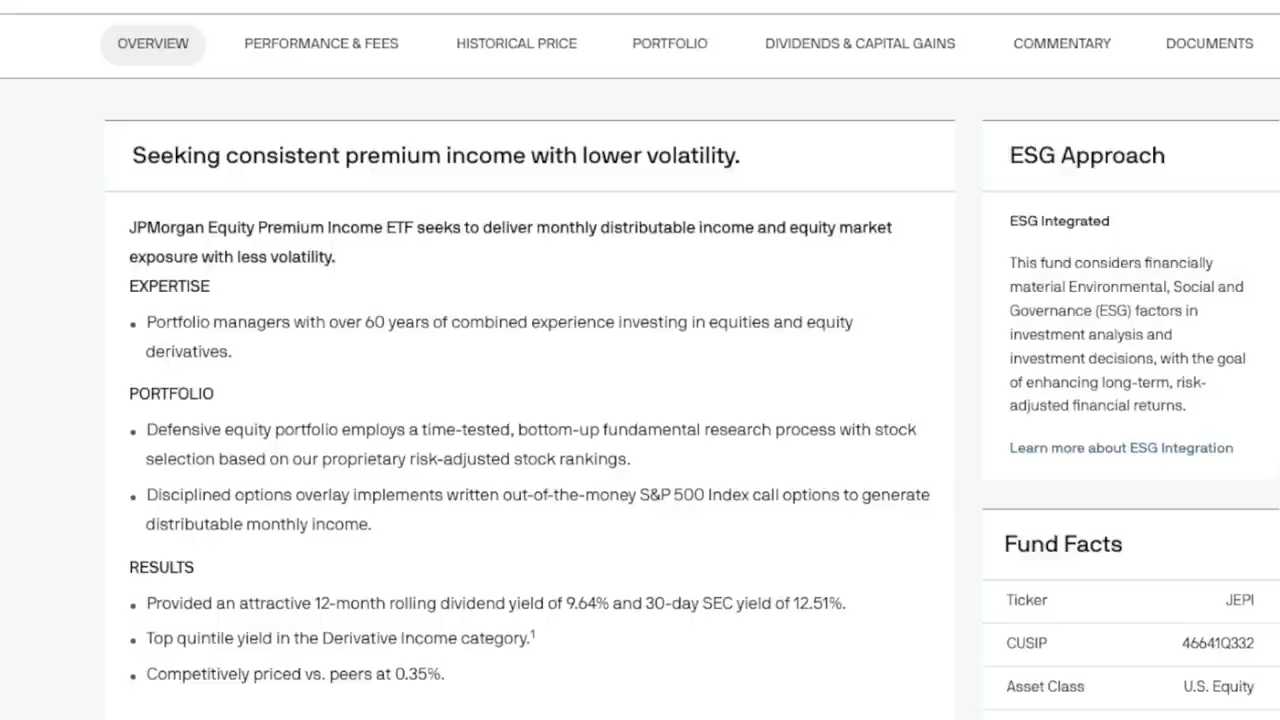 OVERVIEW PERFORMANCE & FEES HISTORICAL PRICE PORTFOLIO DIVIDENDS & CAPITAL GAINS COMMENTARY DOCUMENTS
Seeking consistent premium income with lower volatility.
JPMorgan Equity Premium Income ETF seeks to deliver monthly distributable income and equity market
exposure with less volatility.
EXPERTISE
• Portfolio managers with over 60 years of combined experience investing in equities and equity
derivatives.
PORTFOLIO
• Defensive equity portfolio employs a time-tested, bottom-up fundamental research process with stock
selection based on our proprietary risk-adjusted stock rankings.
• Disciplined options overlay implements written out-of-the-money S&P 500 Index call options to generate
distributable monthly income.
RESULTS
• Provided an attractive 12-month rolling dividend yield of 9.64% and 30-day SEC yield of 12.51%.
• Top quintile yield in the Derivative Income category.¹
• Competitively priced vs. peers at 0.35%.
ESG Approach
ESG Integrated
This fund considers financially
material Environmental, Social and
Governance (ESG) factors in
investment analysis and
investment decisions, with the goal
of enhancing long-term, risk-
adjusted financial returns.
Learn more about ESG Integration
Fund Facts
Ticker JEPI
CUSIP 46641Q332
Asset Class U.S. Equity